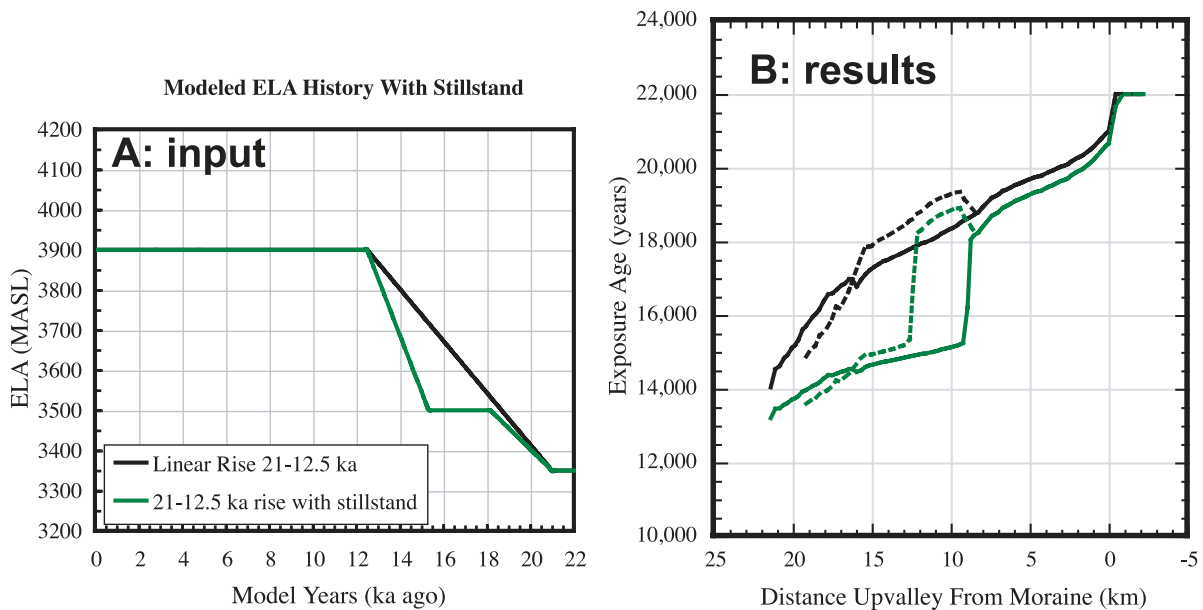 Modeled ELA History With Stillstand
A: input
ELA (MASL)
4200
4100
4000
3900
3800
3700
3600
3500
3400
3300
3200
Linear Rise 21-12.5 ka
21-12.5 ka rise with stillstand
0 2 4 6 8 10 12 14 16 18 20 22
Model Years (ka ago)
B: results
Exposure Age (years)
24,000
22,000
20,000
18,000
16,000
14,000
12,000
10,000
25 20 15 10 5 0 -5
Distance Upvalley From Moraine (km)